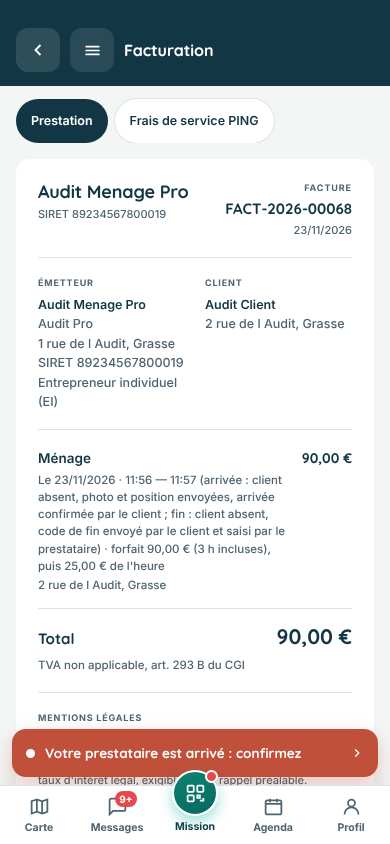 Facturation
Prestation
Frais de service PING
Audit Menage Pro
SIRET 89234567800019
FACTURE
FACT-2026-00068
23/11/2026
ÉMETTEUR
Audit Menage Pro
Audit Pro
1 rue de l Audit, Grasse
SIRET 89234567800019
Entrepreneur individuel
(EI)
CLIENT
Audit Client
2 rue de l Audit, Grasse
Ménage
90,00 €
Le 23/11/2026 · 11:56 — 11:57 (arrivée : client
absent, photo et position envoyées, arrivée
confirmée par le client ; fin : client absent,
code de fin envoyé par le client et saisi par le
prestataire) · forfait 90,00 € (3 h incluses),
puis 25,00 € de l'heure
2 rue de l Audit, Grasse
Total
90,00 €
TVA non applicable, art. 293 B du CGI
MENTIONS LÉGALES
Votre prestataire est arrivé : confirmez
taux d'intérêt légal, exigib rappel préalable.
9+
Carte
Messages
Mission
Agenda
Profil